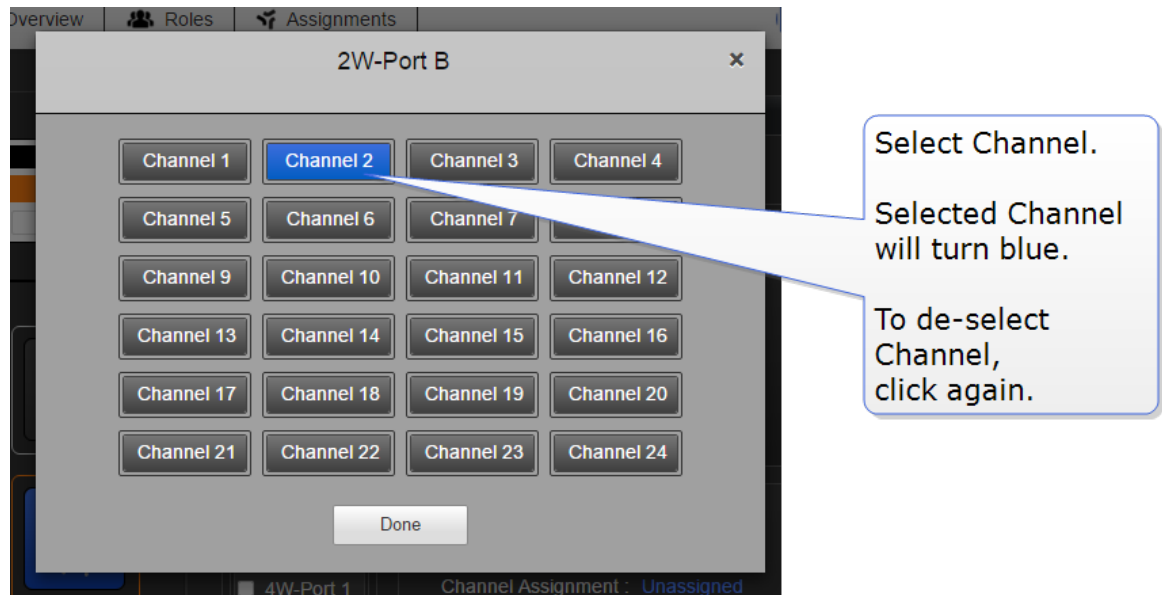 Overview Roles Assignments
2W-Port B ×
Channel 1 Channel 2 Channel 3 Channel 4
Channel 5 Channel 6 Channel 7
Channel 9 Channel 10 Channel 11 Channel 12
Channel 13 Channel 14 Channel 15 Channel 16
Channel 17 Channel 18 Channel 19 Channel 20
Channel 21 Channel 22 Channel 23 Channel 24
Done
4W-Port 1 Channel Assignment : Unassigned
Select Channel.
Selected Channel
will turn blue.
To de-select
Channel,
click again.